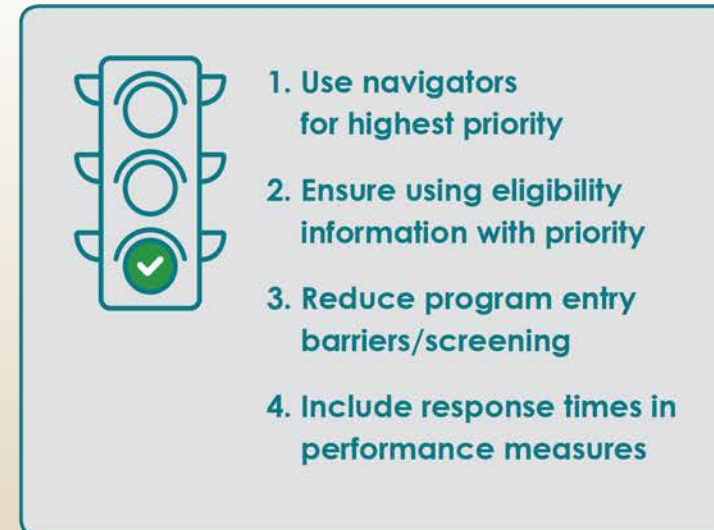 1. Use navigators
for highest priority
2. Ensure using eligibility
information with priority
3. Reduce program entry
barriers/screening
4. Include response times in
performance measures